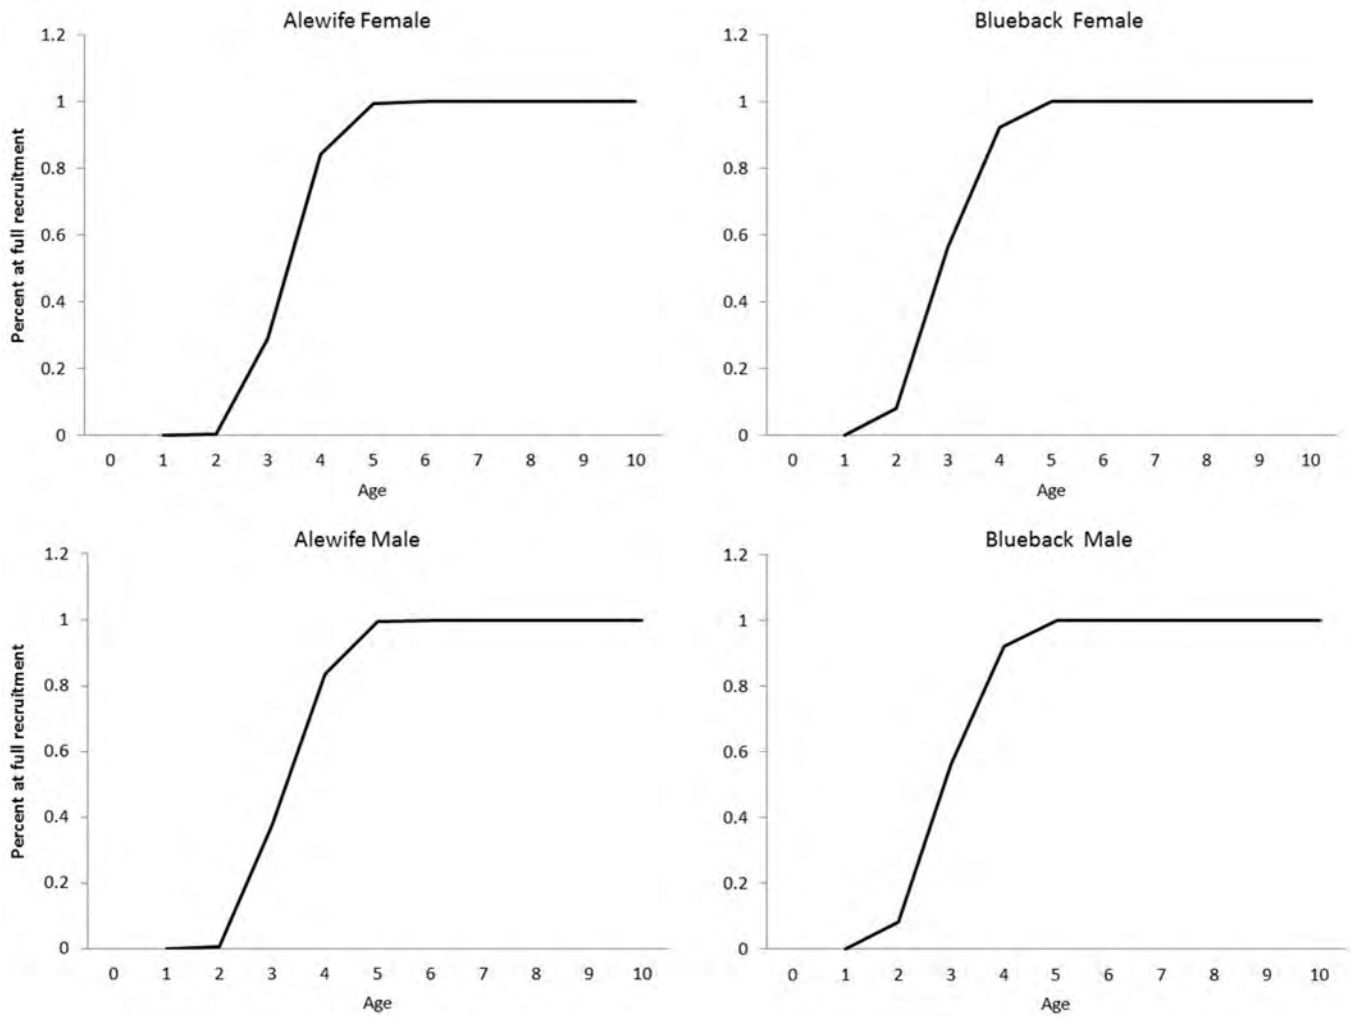 Alewife Female
1.2
1
0.8
0.6
0.4
0.2
0
Percent at full recruitment
0 1 2 3 4 5 6 7 8 9 10
Age
Blueback Female
1.2
1
0.8
0.6
0.4
0.2
0
0 1 2 3 4 5 6 7 8 9 10
Age
Alewife Male
1.2
1
0.8
0.6
0.4
0.2
0
Percent at full recruitment
0 1 2 3 4 5 6 7 8 9 10
Age
Blueback Male
1.2
1
0.8
0.6
0.4
0.2
0
0 1 2 3 4 5 6 7 8 9 10
Age